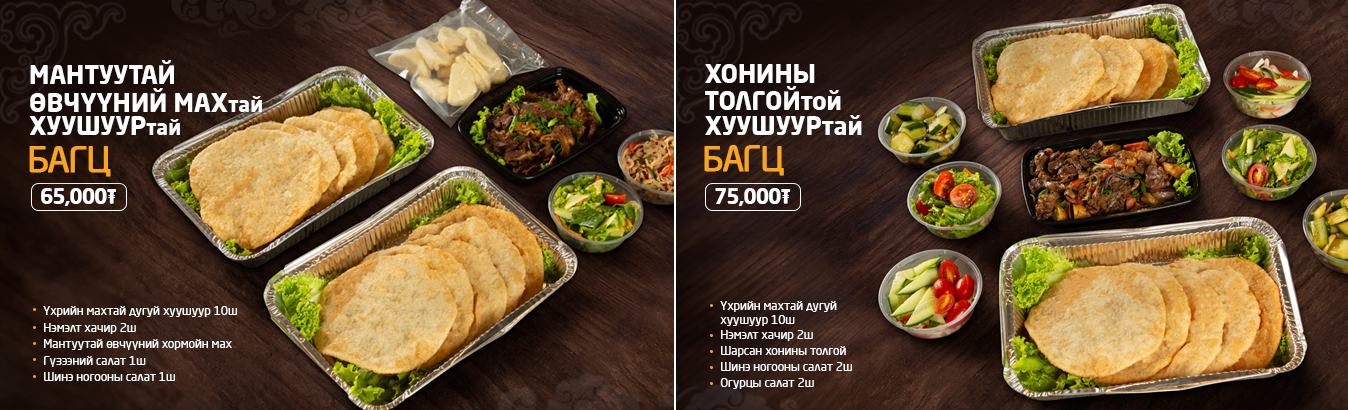 МАНТУУТАЙ
ӨВЧҮҮНИЙ МАХтай
ХУУШУУРтай
БАГЦ
65,000₮
• Үхрийн махтай дугуй хуушуур 10ш
• Нэмэлт хачир 2ш
• Мантуутай өвчүүний хормойн мах
• Гүзээний салат 1ш
• Шинэ ногооны салат 1ш
ХОНИНЫ
ТОЛГОЙтой
ХУУШУУРтай
БАГЦ
75,000₮
• Үхрийн махтай дугуй
хуушуур 10ш
• Нэмэлт хачир 2ш
• Шарсан хонины толгой
• Шинэ ногооны салат 2ш
• Огурцы салат 2ш